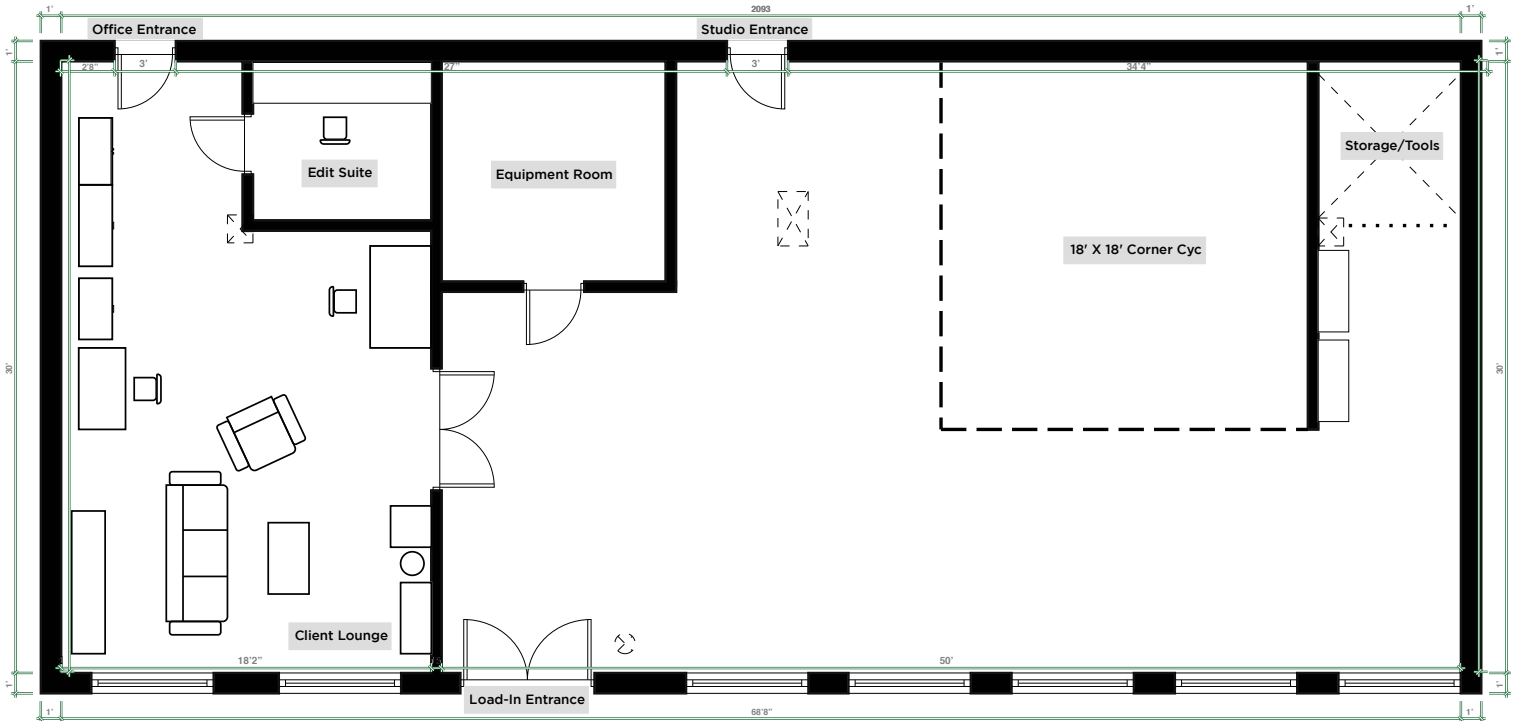 1'
2093
1'
Office Entrance
Studio Entrance
1'
1'
2'8"
3'
27"
3'
34'4"
Storage/Tools
Edit Suite
Equipment Room
18' X 18' Corner Cyc
30'
30'
Client Lounge
18'2"
50'
1'
1'
Load-In Entrance
1'
68'8"
1'